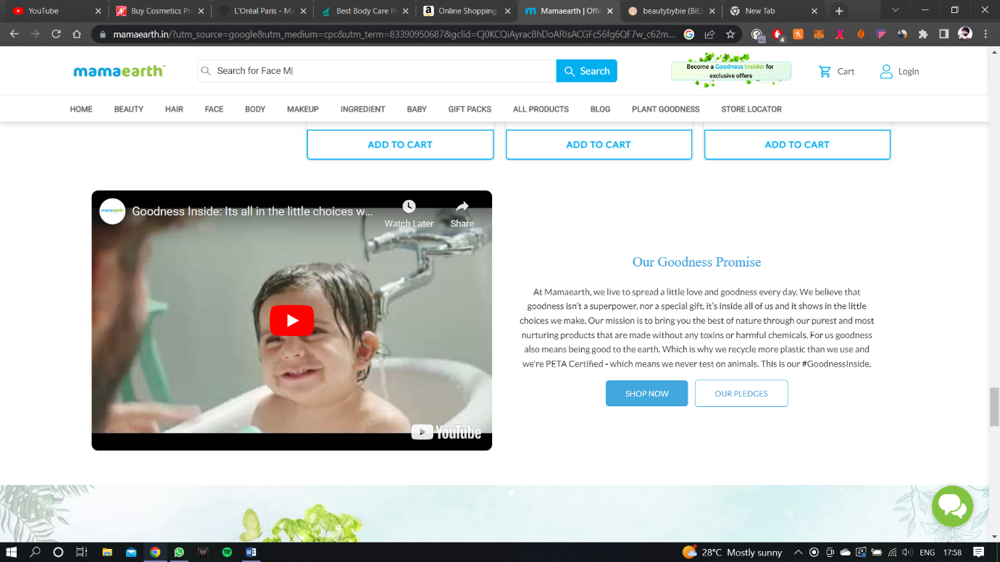 YouTube
Buy Cosmetics Pr
L'Oréal Paris - Ma
Best Body Care P
Online Shopping
Mamaearth | Offi
beautybybie (BiE)
New Tab
mamaearth.in/?utm_source=google&utm_medium=cpc&utm_term=83390950687&gclid=Cj0KCQiAyracBhDoARIsACGFcS6fg6QF7w_c62m...
4
mamaearth
Search for Face M|
Search
Become a Goodness Insider for
exclusive offers
Cart
Login
HOME
BEAUTY
HAIR
FACE
BODY
MAKEUP
INGREDIENT
BABY
GIFT PACKS
ALL PRODUCTS
BLOG
PLANT GOODNESS
STORE LOCATOR
ADD TO CART
ADD TO CART
ADD TO CART
mamaearth
Goodness Inside: Its all in the little choices w...
Watch Later
Share
YouTube
Our Goodness Promise
At Mamaearth, we live to spread a little love and goodness every day. We believe that
goodness isn't a superpower, nor a special gift, it's inside all of us and it shows in the little
choices we make. Our mission is to bring you the best of nature through our purest and most
nurturing products that are made without any toxins or harmful chemicals. For us goodness
also means being good to the earth. Which is why we recycle more plastic than we use and
we're PETA Certified - which means we never test on animals. This is our #GoodnessInside.
SHOP NOW
OUR PLEDGES
28°C Mostly sunny
ENG
17:58